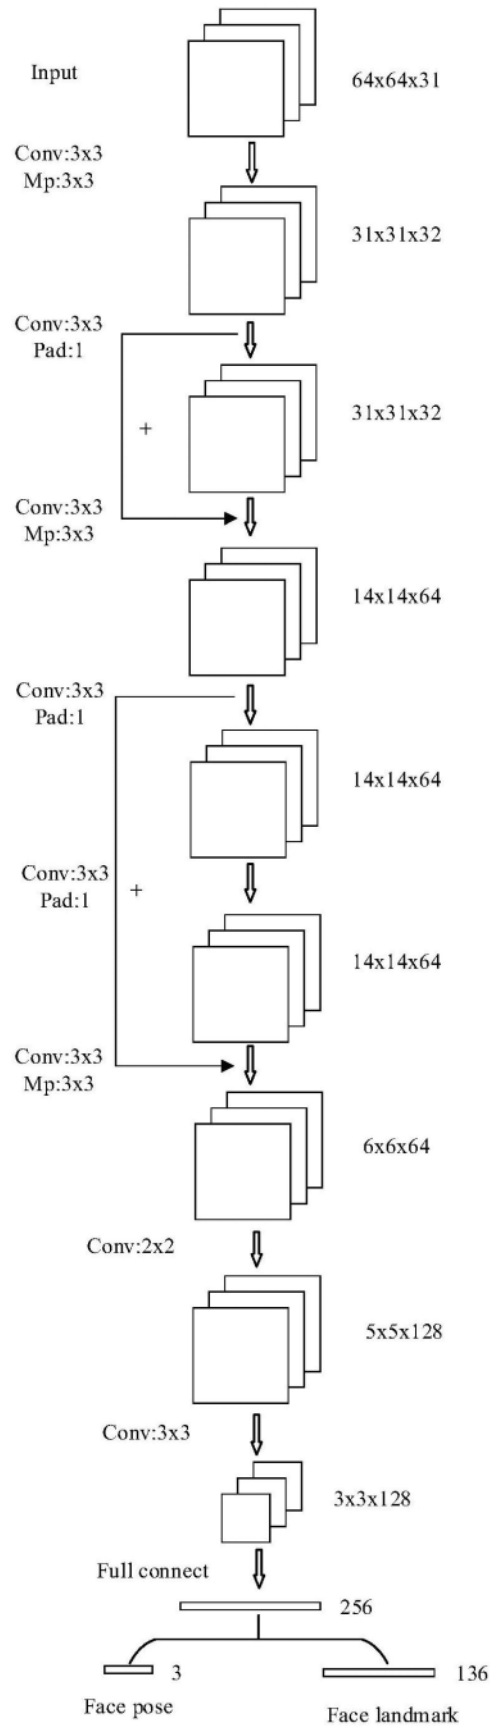 Input
64x64x31
Conv:3x3
Mp:3x3
31x31x32
Conv:3x3
Pad:1
+
31x31x32
Conv:3x3
Mp:3x3
14x14x64
Conv:3x3
Pad:1
14x14x64
Conv:3x3
Pad:1
+
14x14x64
Conv:3x3
Mp:3x3
6x6x64
Conv:2x2
5x5x128
Conv:3x3
3x3x128
Full connect
256
3
136
Face pose
Face landmark